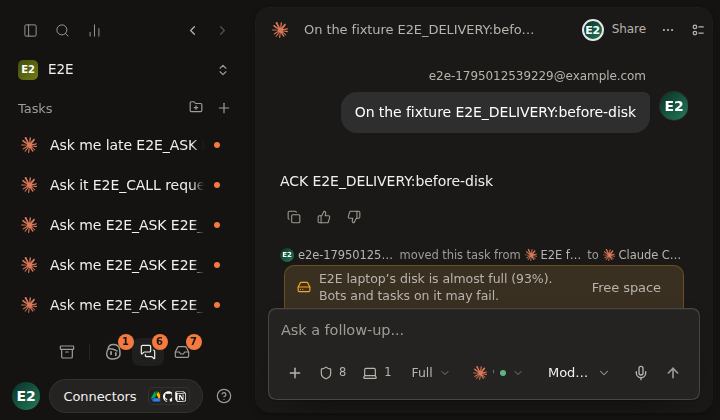 On the fixture E2E_DELIVERY:befo…
E2
Share
E2
E2E
Tasks
Ask me late E2E_ASK
Ask it E2E_CALL reque
Ask me E2E_ASK E2E_
Ask me E2E_ASK E2E_
Ask me E2E_ASK E2E_
1
6
7
E2
Connectors
e2e-1795012539229@example.com
On the fixture E2E_DELIVERY:before-disk
E2
ACK E2E_DELIVERY:before-disk
E2 e2e-17950125… moved this task from E2E f… to Claude C…
E2E laptop’s disk is almost full (93%).
Bots and tasks on it may fail.
Free space
Ask a follow-up…
8
1
Full
Mod…